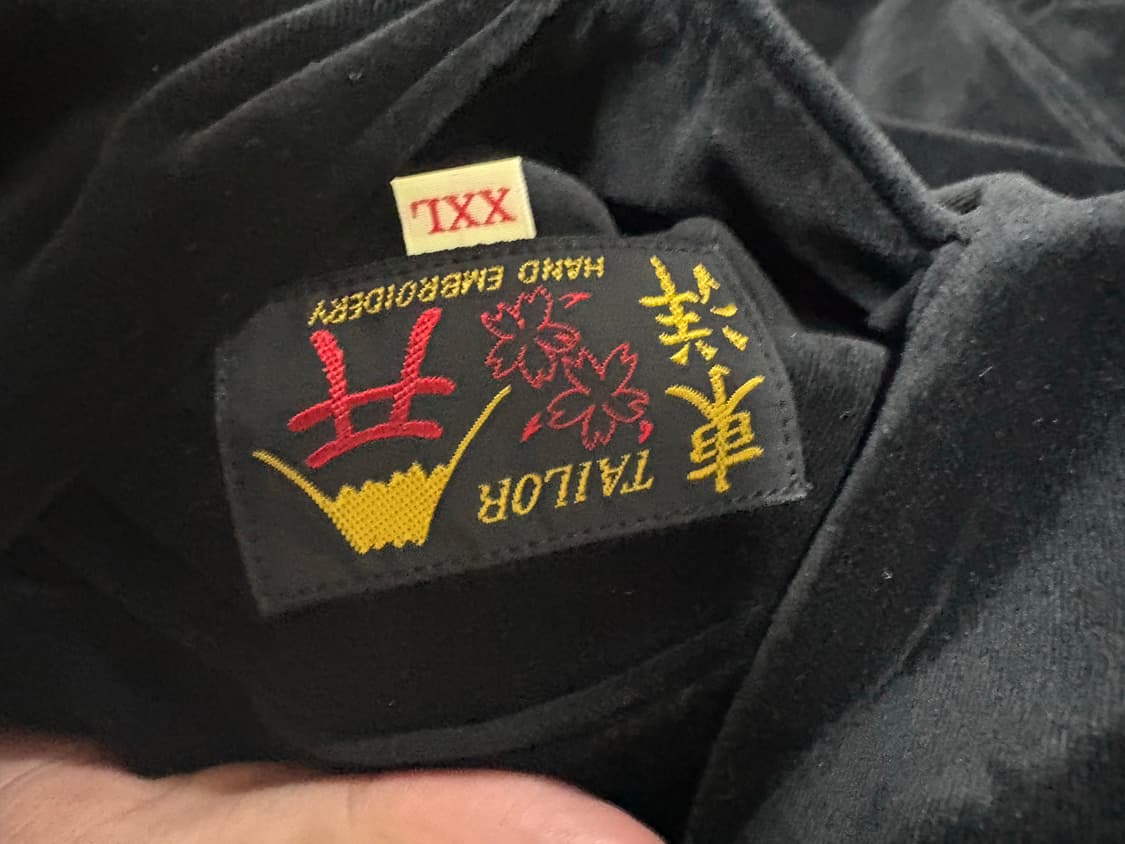 東洋
TAILOR
HAND EMBROIDERY
XXL